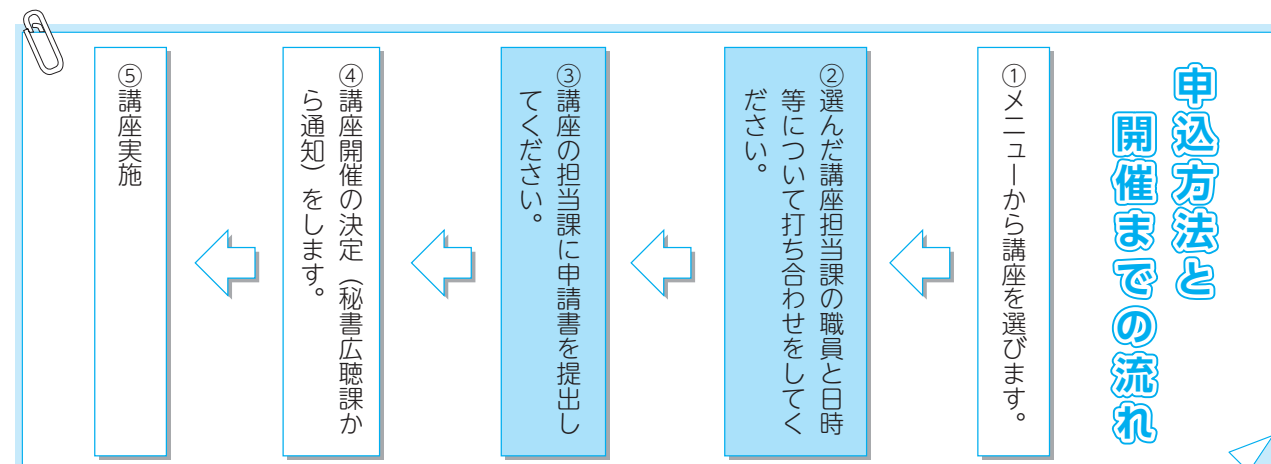 申込方法と
開催までの流れ
①メニューから講座を選びます。
②選んだ講座担当課の職員と日時
等について打ち合わせをしてく
ださい。
③講座の担当課に申請書を提出し
てください。
④講座開催の決定（秘書広聴課か
ら通知）をします。
⑤講座実施